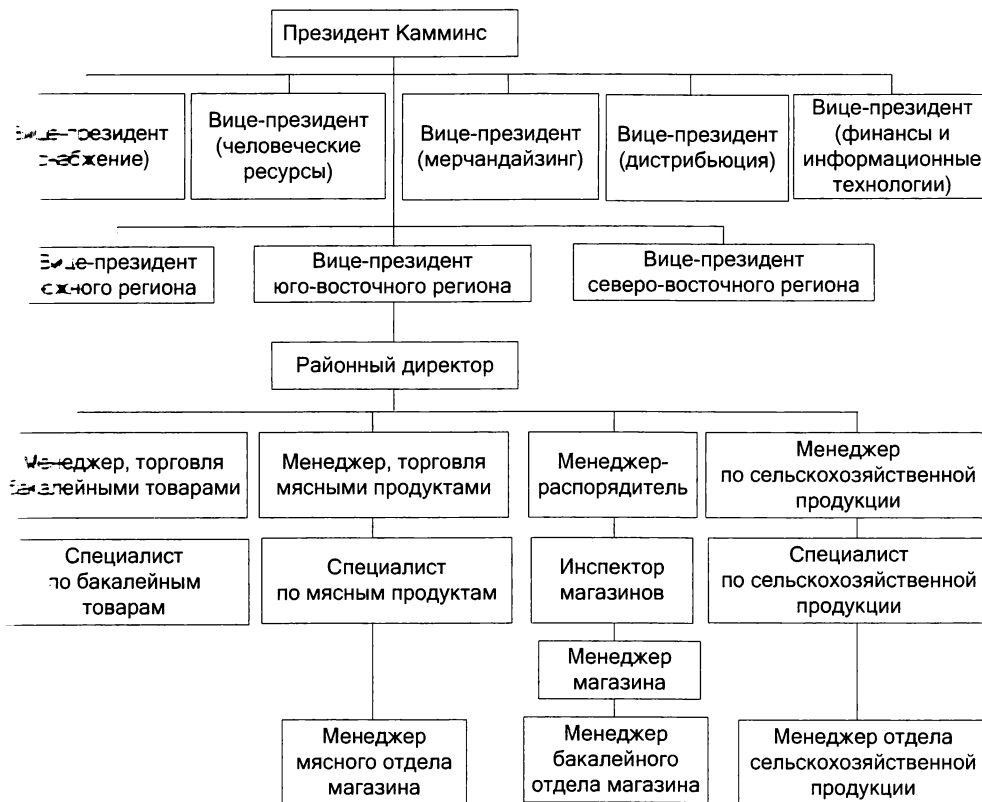 Президент Камминс
Вице-президент
(человеческие
ресурсы)
Вице-президент
(мерчандайзинг)
Вице-президент
(дистрибьюция)
Вице-президент
(финансы и
информационные
технологии)
Вице-президент
юго-восточного региона
Вице-президент
северо-восточного региона
Районный директор
торговля
товарами
Менеджер, торговля
мясными продуктами
Менеджер-
распорядитель
Менеджер
по сельскохозяйственной
продукции
Специалист
по бакалейным
товарам
Специалист
по мясным продуктам
Инспектор
магазинов
Специалист
по сельскохозяйственной
продукции
Менеджер
магазина
Менеджер
мясного отдела
магазина
Менеджер
бакалейного
отдела магазина
Менеджер отдела
сельскохозяйственной
продукции